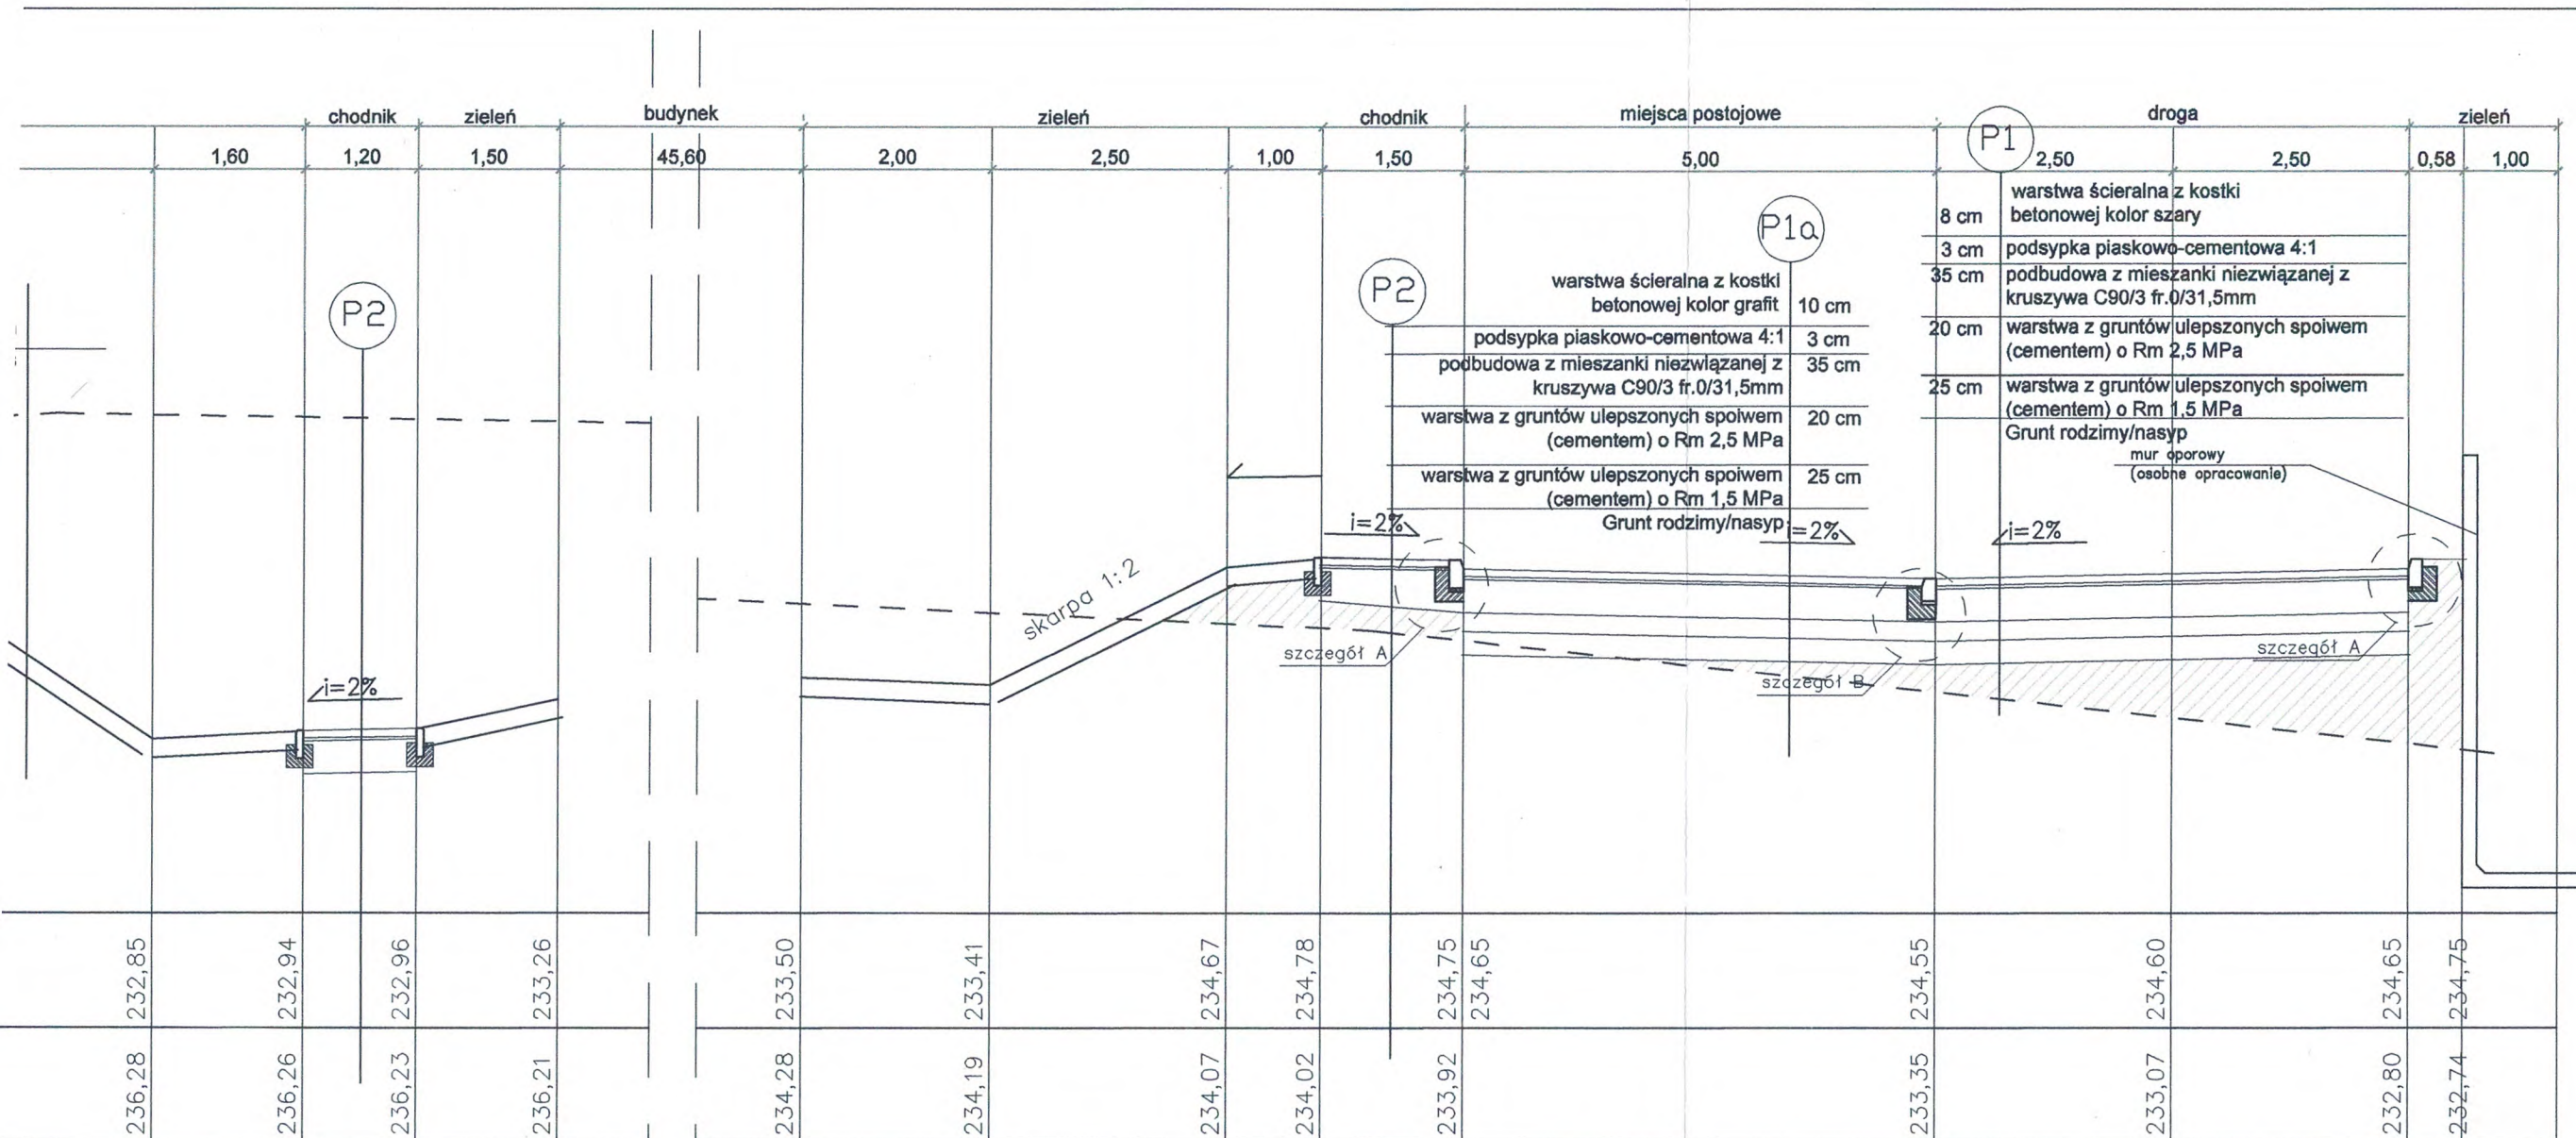 chodnik zieleń budynek zieleń chodnik miejsca postojowe droga zieleń
1,60 1,20 1,50 45,60 2,00 2,50 1,00 1,50 5,00 2,50 2,50 0,58 1,00
P1
warstwa ścieralna z kostki
8 cm betonowej kolor szary
3 cm podsypka piaskowo-cementowa 4:1
35 cm podbudowa z mieszanki niezwiązanej z
kruszywa C90/3 fr.0/31,5mm
20 cm warstwa z gruntów ulepszonych spoiwem
(cementem) o Rm 2,5 MPa
25 cm warstwa z gruntów ulepszonych spoiwem
(cementem) o Rm 1,5 MPa
Grunt rodzimy/nasyp
mur oporowy
(osobne opracowanie)
P1a
warstwa ścieralna z kostki
betonowej kolor grafit 10 cm
podsypka piaskowo-cementowa 4:1 3 cm
podbudowa z mieszanki niezwiązanej z 35 cm
kruszywa C90/3 fr.0/31,5mm
warstwa z gruntów ulepszonych spoiwem 20 cm
(cementem) o Rm 2,5 MPa
warstwa z gruntów ulepszonych spoiwem 25 cm
(cementem) o Rm 1,5 MPa
Grunt rodzimy/nasyp
P2
P2
i=2%
i=2%
i=2%
i=2%
skarpa 1:2
szczegół A
szczegół B
szczegół A
232,85 232,94 232,96 233,26 233,50 233,41 234,67 234,78 234,75 234,65 234,55 234,60 234,65 234,75
236,28 236,26 236,23 236,21 234,28 234,19 234,07 234,02 233,92 233,35 233,07 232,80 232,74